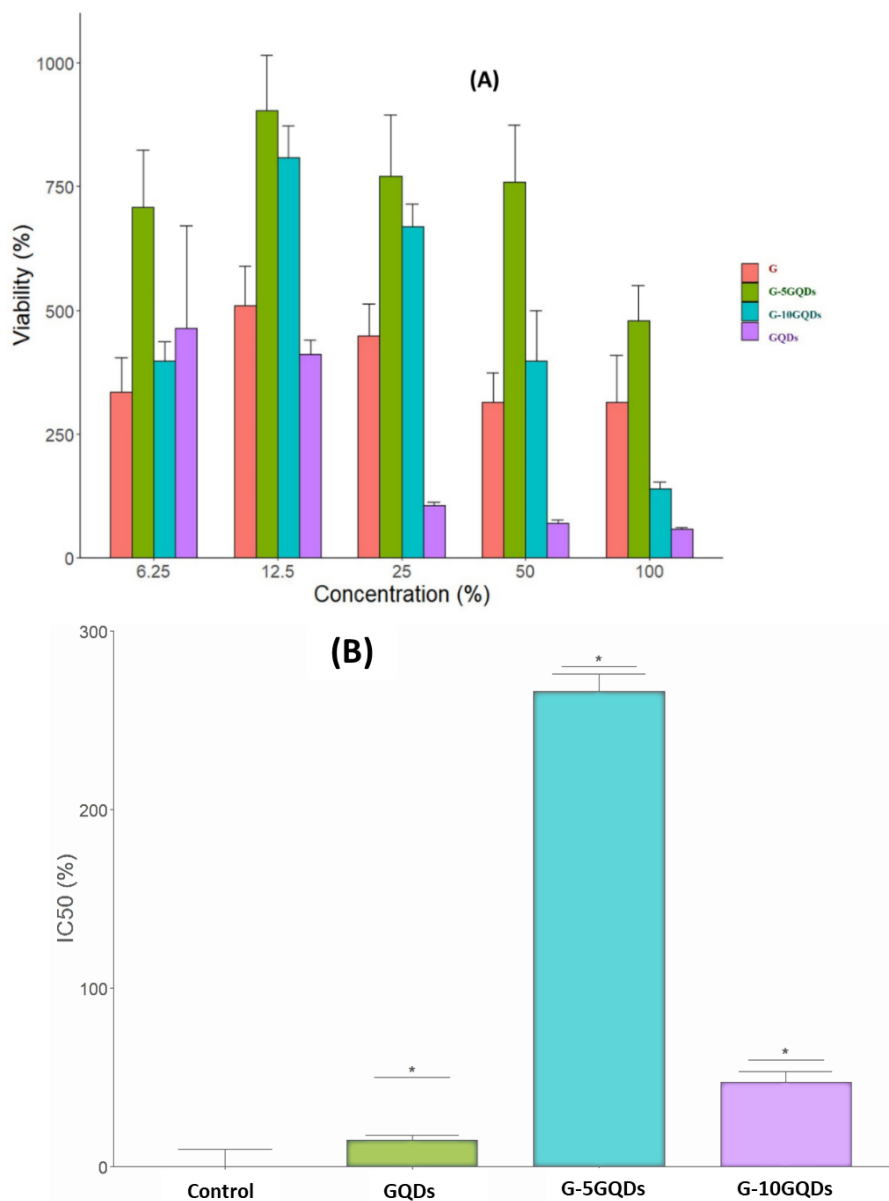 (A)
1000
750
500
250
0
Viability (%)
6.25 12.5 25 50 100
Concentration (%)
G
G-5GQDs
G-10GQDs
GQDs
(B)
300
200
100
0
IC50 (%)
*
*
*
Control GQDs G-5GQDs G-10GQDs